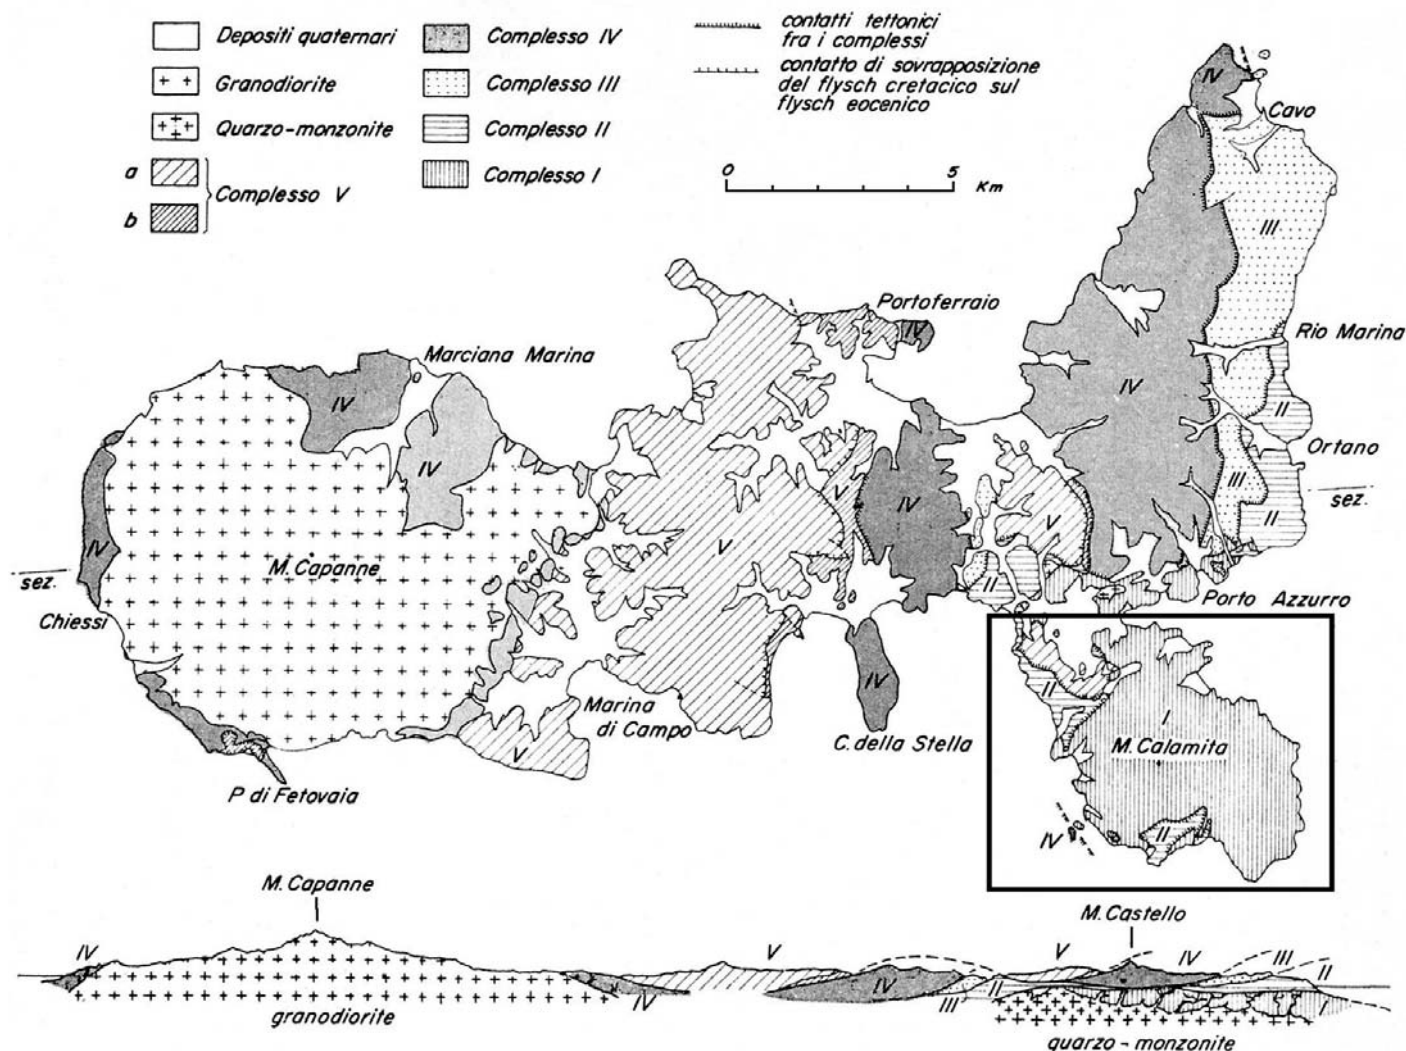 Depositi quaternari
Granodiorite
Quarzo-monzonite
a
b
Complesso V
Complesso IV
Complesso III
Complesso II
Complesso I
contatti tettonici
fra i complessi
contatto di sovrapposizione
del flysch cretacico sul
flysch eocenico
0 5
Km
IV
Cavo
III
Portoferraio
IV
Rio Marina
Marciana Marina
IV
IV
II
IV
Ortano
V
III
sez.
IV
IV
V
V
II
M. Capanne
sez.
II
Porto Azzurro
Chiessi
II
I
IV
Marina
di Campo
C. della Stella
M. Calamita
V
P. di Fetovaia
II
IV
M. Capanne
M. Castello
IV
V
V
IV
III
II
IV
IV
III
II
I
granodiorite
quarzo - monzonite